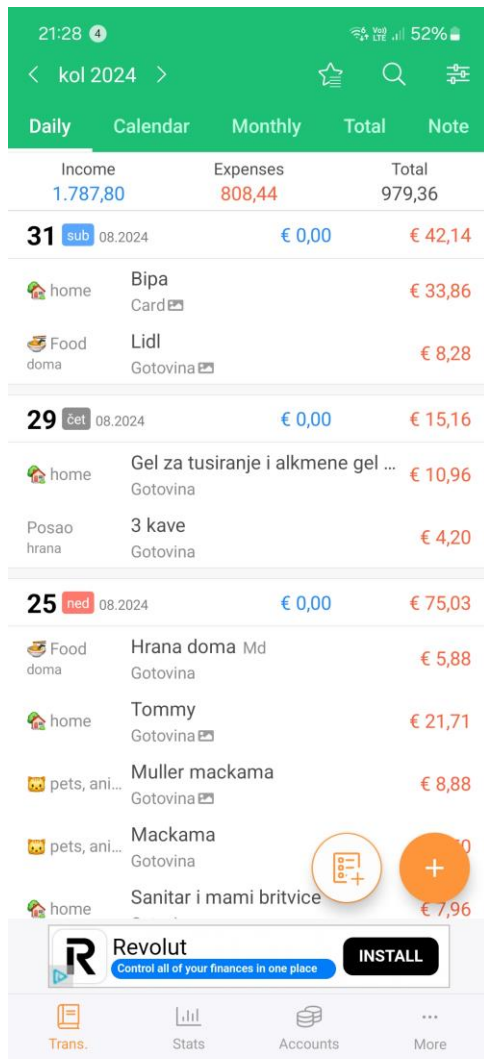 21:28 4 Vo)) LTE 52%
< kol 2024 >
Daily Calendar Monthly Total Note
Income Expenses Total
1.787,80 808,44 979,36
31 sub 08.2024 € 0,00 € 42,14
home Bipa € 33,86
Card
Food Lidl € 8,28
doma Gotovina
29 čet 08.2024 € 0,00 € 15,16
home Gel za tusiranje i alkmene gel ... € 10,96
Gotovina
Posao 3 kave € 4,20
hrana Gotovina
25 ned 08.2024 € 0,00 € 75,03
Food Hrana doma Md € 5,88
doma Gotovina
home Tommy € 21,71
Gotovina
pets, ani... Muller mackama € 8,88
Gotovina
pets, ani... Mackama
Gotovina
home Sanitar i mami britvice € 7,96
R Revolut INSTALL
Control all of your finances in one place
Trans. Stats Accounts More